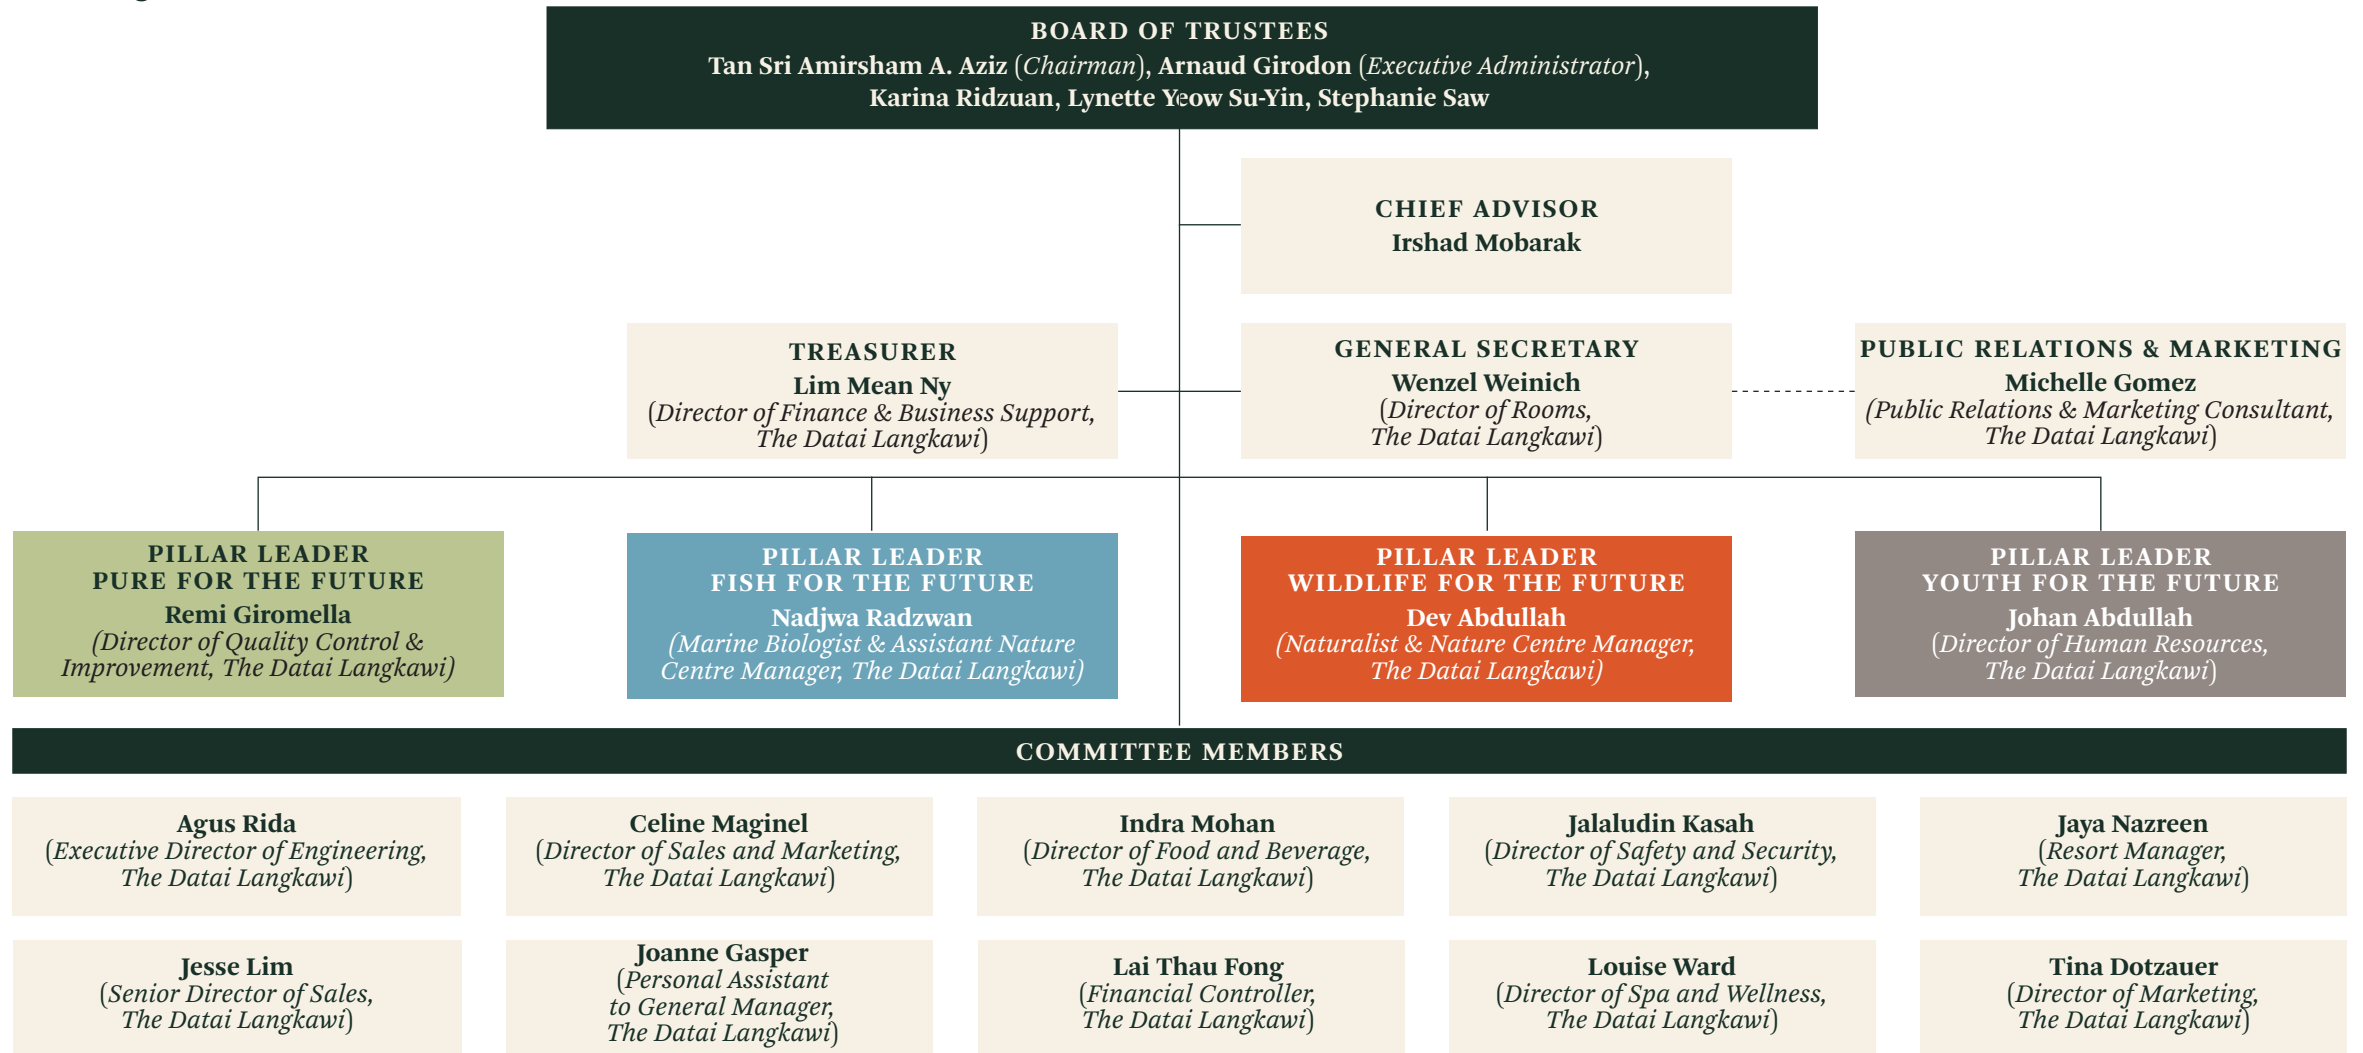 BOARD OF TRUSTEES
Tan Sri Amirsham A. Aziz (Chairman), Arnaud Girodon (Executive Administrator),
Karina Ridzuan, Lynette Yeow Su-Yin, Stephanie Saw
CHIEF ADVISOR
Irshad Mobarak
TREASURER
Lim Mean Ny
(Director of Finance & Business Support,
The Datai Langkawi)
GENERAL SECRETARY
Wenzel Weinich
(Director of Rooms,
The Datai Langkawi)
PUBLIC RELATIONS & MARKETING
Michelle Gomez
(Public Relations & Marketing Consultant,
The Datai Langkawi)
PILLAR LEADER
PURE FOR THE FUTURE
Remi Giromella
(Director of Quality Control &
Improvement, The Datai Langkawi)
PILLAR LEADER
FISH FOR THE FUTURE
Nadjwa Radzwan
(Marine Biologist & Assistant Nature
Centre Manager, The Datai Langkawi)
PILLAR LEADER
WILDLIFE FOR THE FUTURE
Dev Abdullah
(Naturalist & Nature Centre Manager,
The Datai Langkawi)
PILLAR LEADER
YOUTH FOR THE FUTURE
Johan Abdullah
(Director of Human Resources,
The Datai Langkawi)
COMMITTEE MEMBERS
Agus Rida
(Executive Director of Engineering,
The Datai Langkawi)
Celine Maginel
(Director of Sales and Marketing,
The Datai Langkawi)
Indra Mohan
(Director of Food and Beverage,
The Datai Langkawi)
Jalaludin Kasah
(Director of Safety and Security,
The Datai Langkawi)
Jaya Nazreen
(Resort Manager,
The Datai Langkawi)
Jesse Lim
(Senior Director of Sales,
The Datai Langkawi)
Joanne Gasper
(Personal Assistant
to General Manager,
The Datai Langkawi)
Lai Thau Fong
(Financial Controller,
The Datai Langkawi)
Louise Ward
(Director of Spa and Wellness,
The Datai Langkawi)
Tina Dotzauer
(Director of Marketing,
The Datai Langkawi)